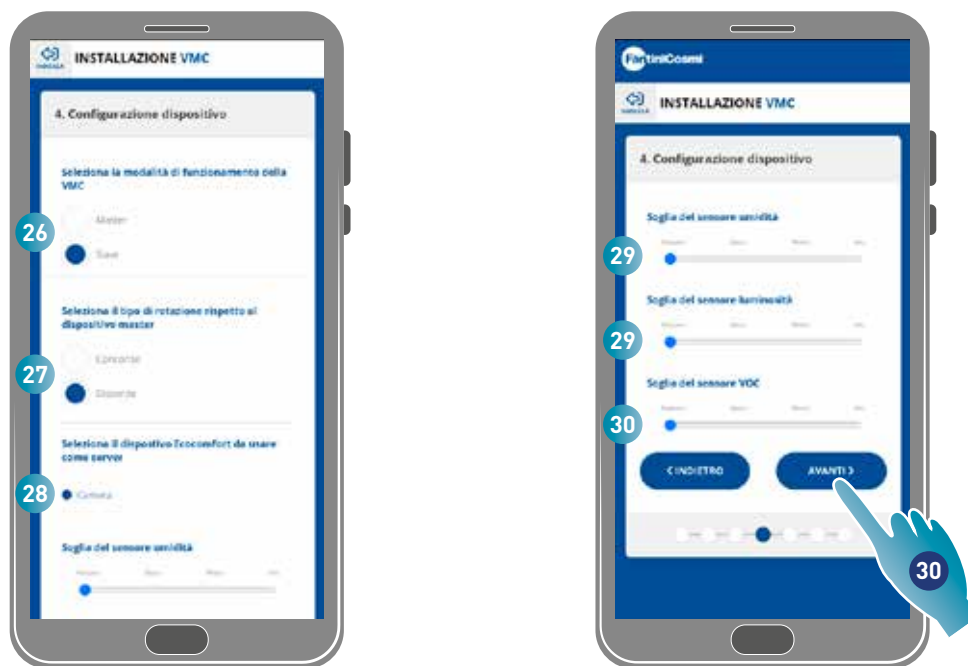 INSTALLAZIONE VMC
4. Configurazione dispositivo
Seleziona la modalità di funzionamento della
VMC
26
Master
Slave
Seleziona il tipo di rotazione rispetto al
dispositivo master
27
Concorde
Discorde
Seleziona il dispositivo Ecocomfort da usare
come server
28
Camera
Soglia del sensore umidità
FantiniCosmi
INSTALLAZIONE VMC
4. Configurazione dispositivo
Soglia del sensore umidità
29
Soglia del sensore luminosità
29
Soglia del sensore VOC
30
INDIETRO
AVANTI
30